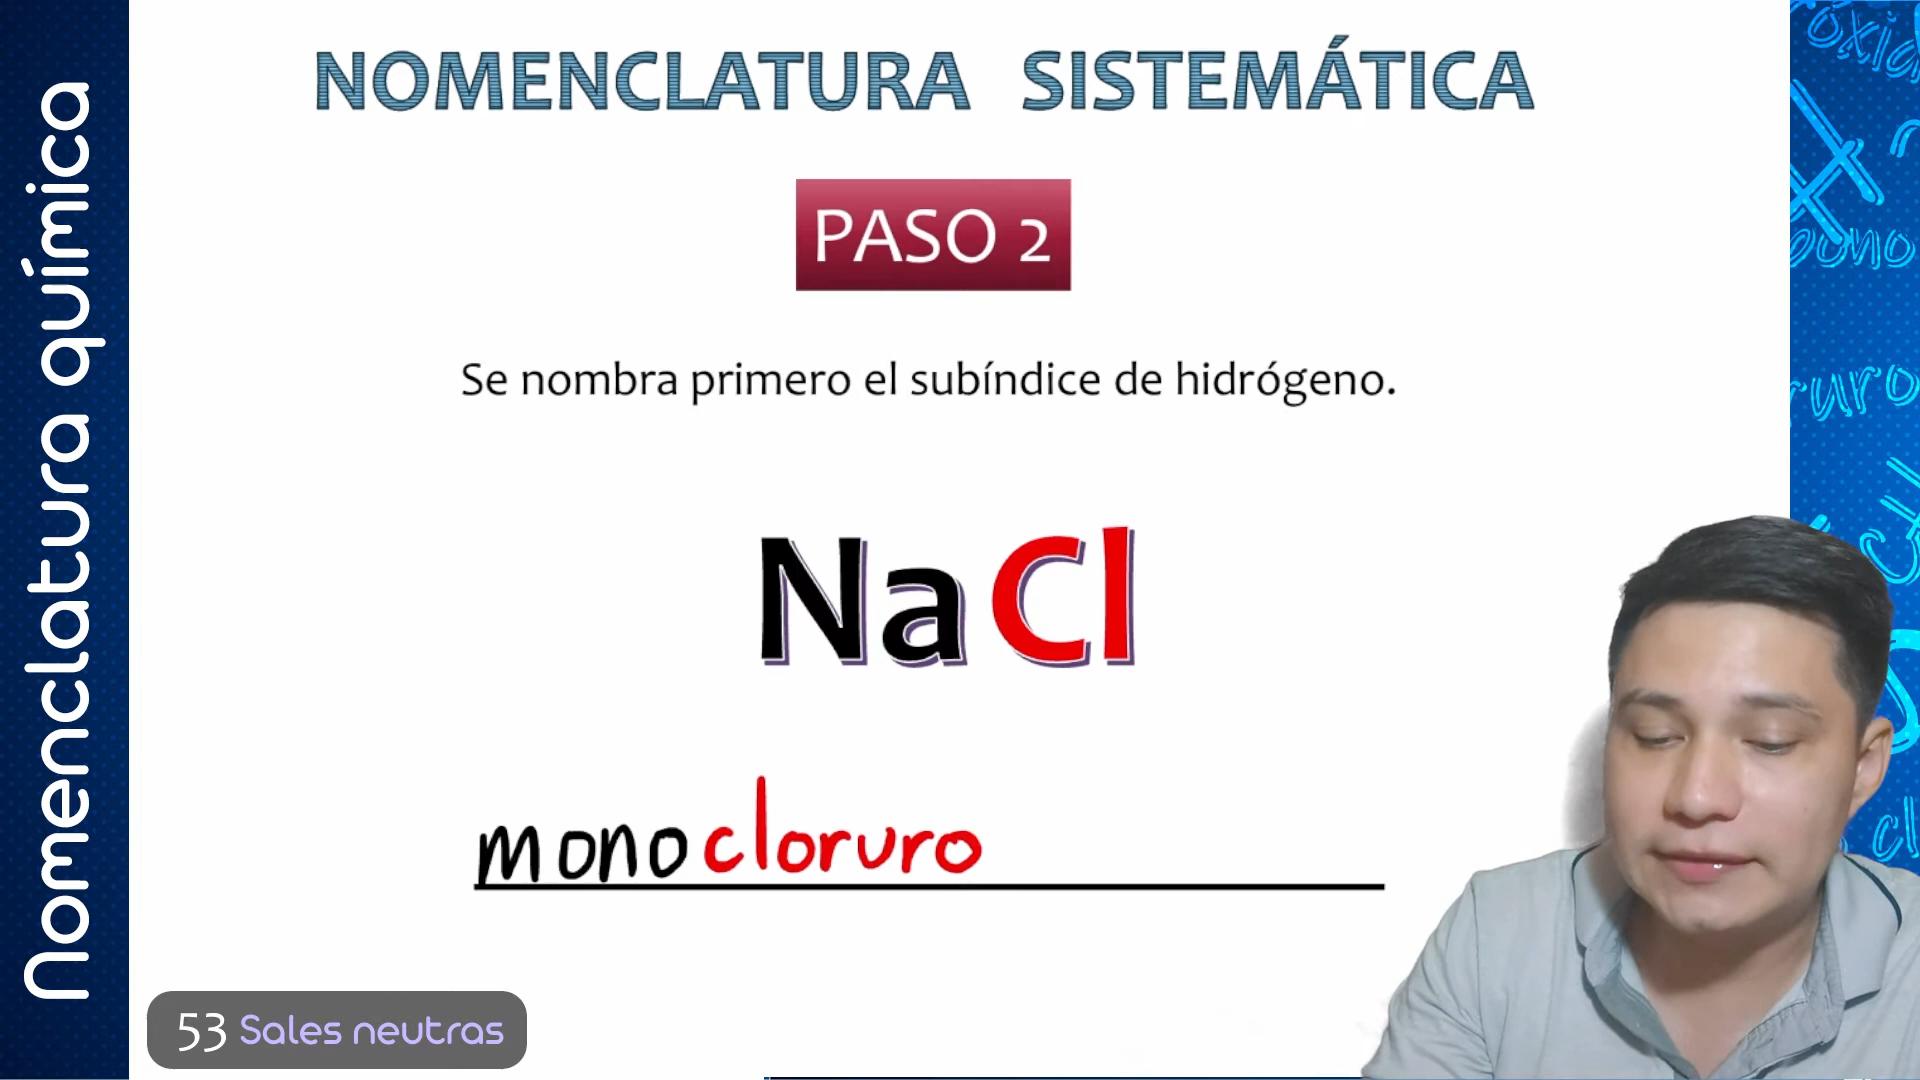 Nomenclatura química
NOMENCLATURA SISTEMÁTICA
PASO 2
Se nombra primero el subíndice de hidrógeno.
NaCl
monocloruro
53 Sales neutras